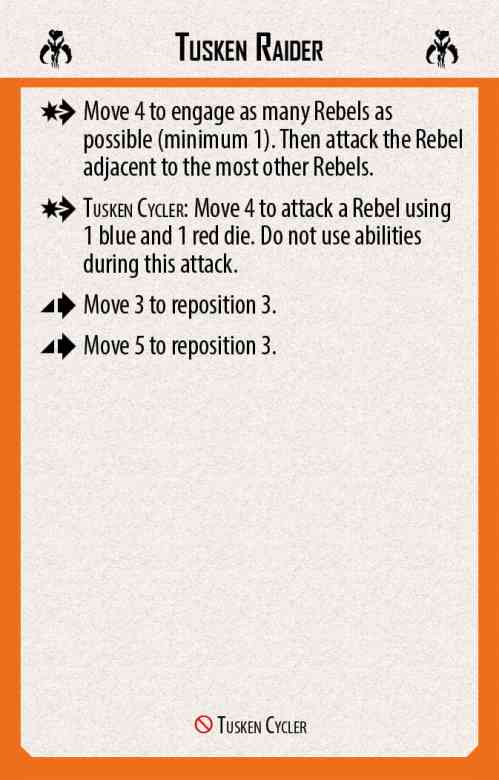 Tusken Raider
Move 4 to engage as many Rebels as
possible (minimum 1). Then attack the Rebel
adjacent to the most other Rebels.
Tusken Cycler: Move 4 to attack a Rebel using
1 blue and 1 red die. Do not use abilities
during this attack.
Move 3 to reposition 3.
Move 5 to reposition 3.
Tusken Cycler